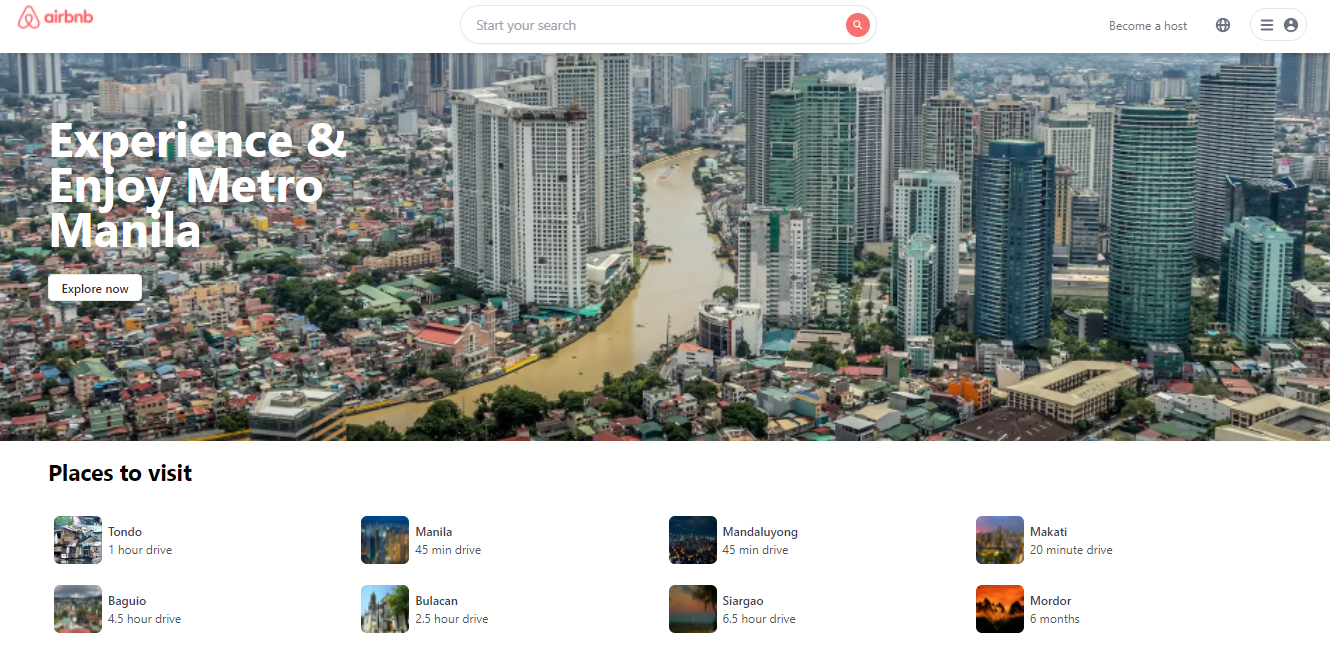 airbnb
Start your search
Become a host
Experience &
Enjoy Metro
Manila
Explore now
Places to visit
Tondo
1 hour drive
Manila
45 min drive
Mandaluyong
45 min drive
Makati
20 minute drive
Baguio
4.5 hour drive
Bulacan
2.5 hour drive
Siargao
6.5 hour drive
Mordor
6 months